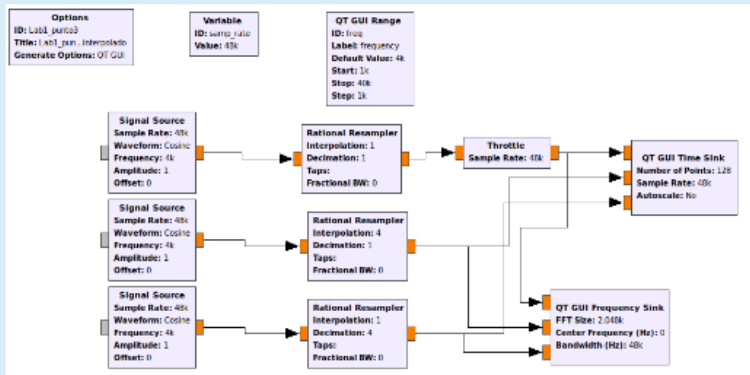 Options
ID: Lab1_punto3
Title: Lab1_pun...interpolado
Generate Options: QT GUI
Variable
ID: samp_rate
Value: 48k
QT GUI Range
ID: freq
Label: frequency
Default Value: 4k
Start: 1k
Stop: 40k
Step: 1k
Signal Source
Sample Rate: 48k
Waveform: Cosine
Frequency: 4k
Amplitude: 1
Offset: 0
Rational Resampler
Interpolation: 1
Decimation: 1
Taps:
Fractional BW: 0
Throttle
Sample Rate: 48k
QT GUI Time Sink
Number of Points: 128
Sample Rate: 48k
Autoscale: No
Signal Source
Sample Rate: 48k
Waveform: Cosine
Frequency: 4k
Amplitude: 1
Offset: 0
Rational Resampler
Interpolation: 4
Decimation: 1
Taps:
Fractional BW: 0
Signal Source
Sample Rate: 48k
Waveform: Cosine
Frequency: 4k
Amplitude: 1
Offset: 0
Rational Resampler
Interpolation: 1
Decimation: 4
Taps:
Fractional BW: 0
QT GUI Frequency Sink
FFT Size: 2.048k
Center Frequency (Hz): 0
Bandwidth (Hz): 48k